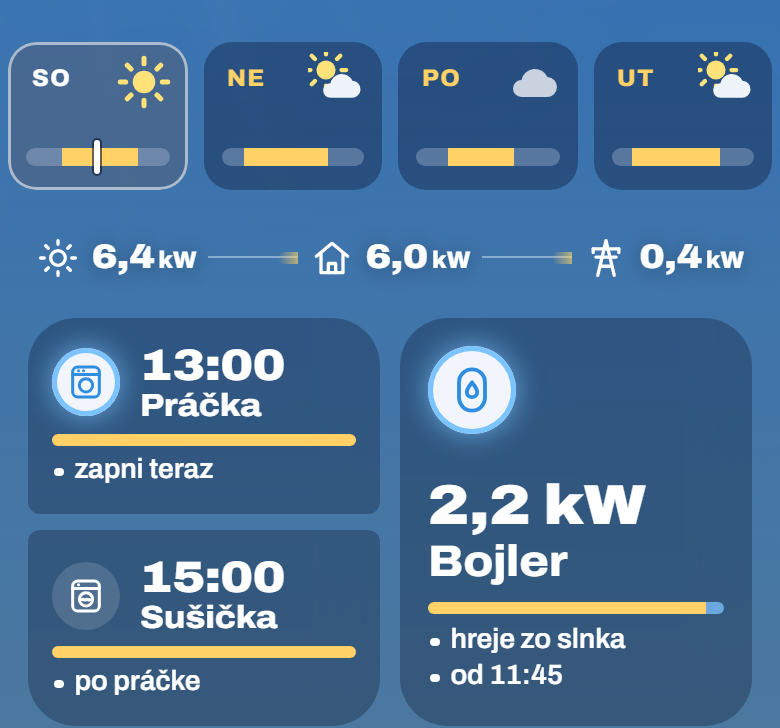 SO NE PO UT
6,4 kW 6,0 kW 0,4 kW
13:00
Práčka
• zapni teraz
15:00
Sušička
• po práčke
2,2 kW
Bojler
• hreje zo slnka
• od 11:45